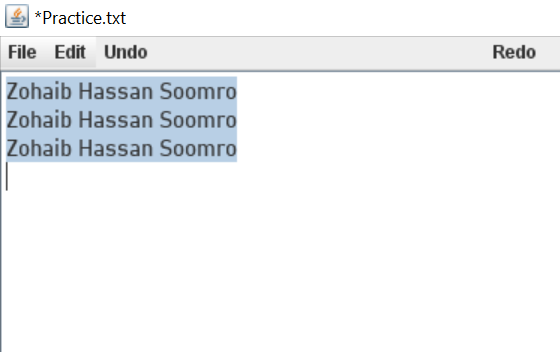 *Practice.txt
File Edit Undo Redo
Zohaib Hassan Soomro
Zohaib Hassan Soomro
Zohaib Hassan Soomro